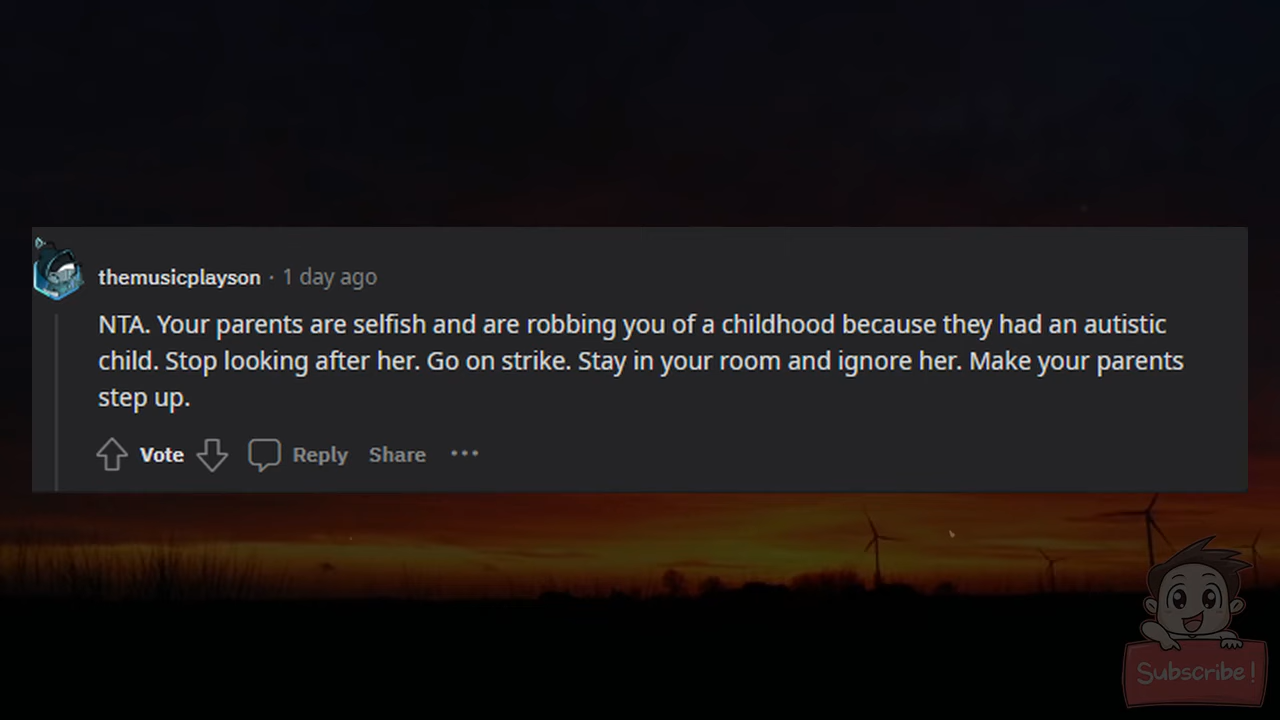 themusicplayson · 1 day ago
NTA. Your parents are selfish and are robbing you of a childhood because they had an autistic
child. Stop looking after her. Go on strike. Stay in your room and ignore her. Make your parents
step up.
Vote Reply Share ···
Subscribe!